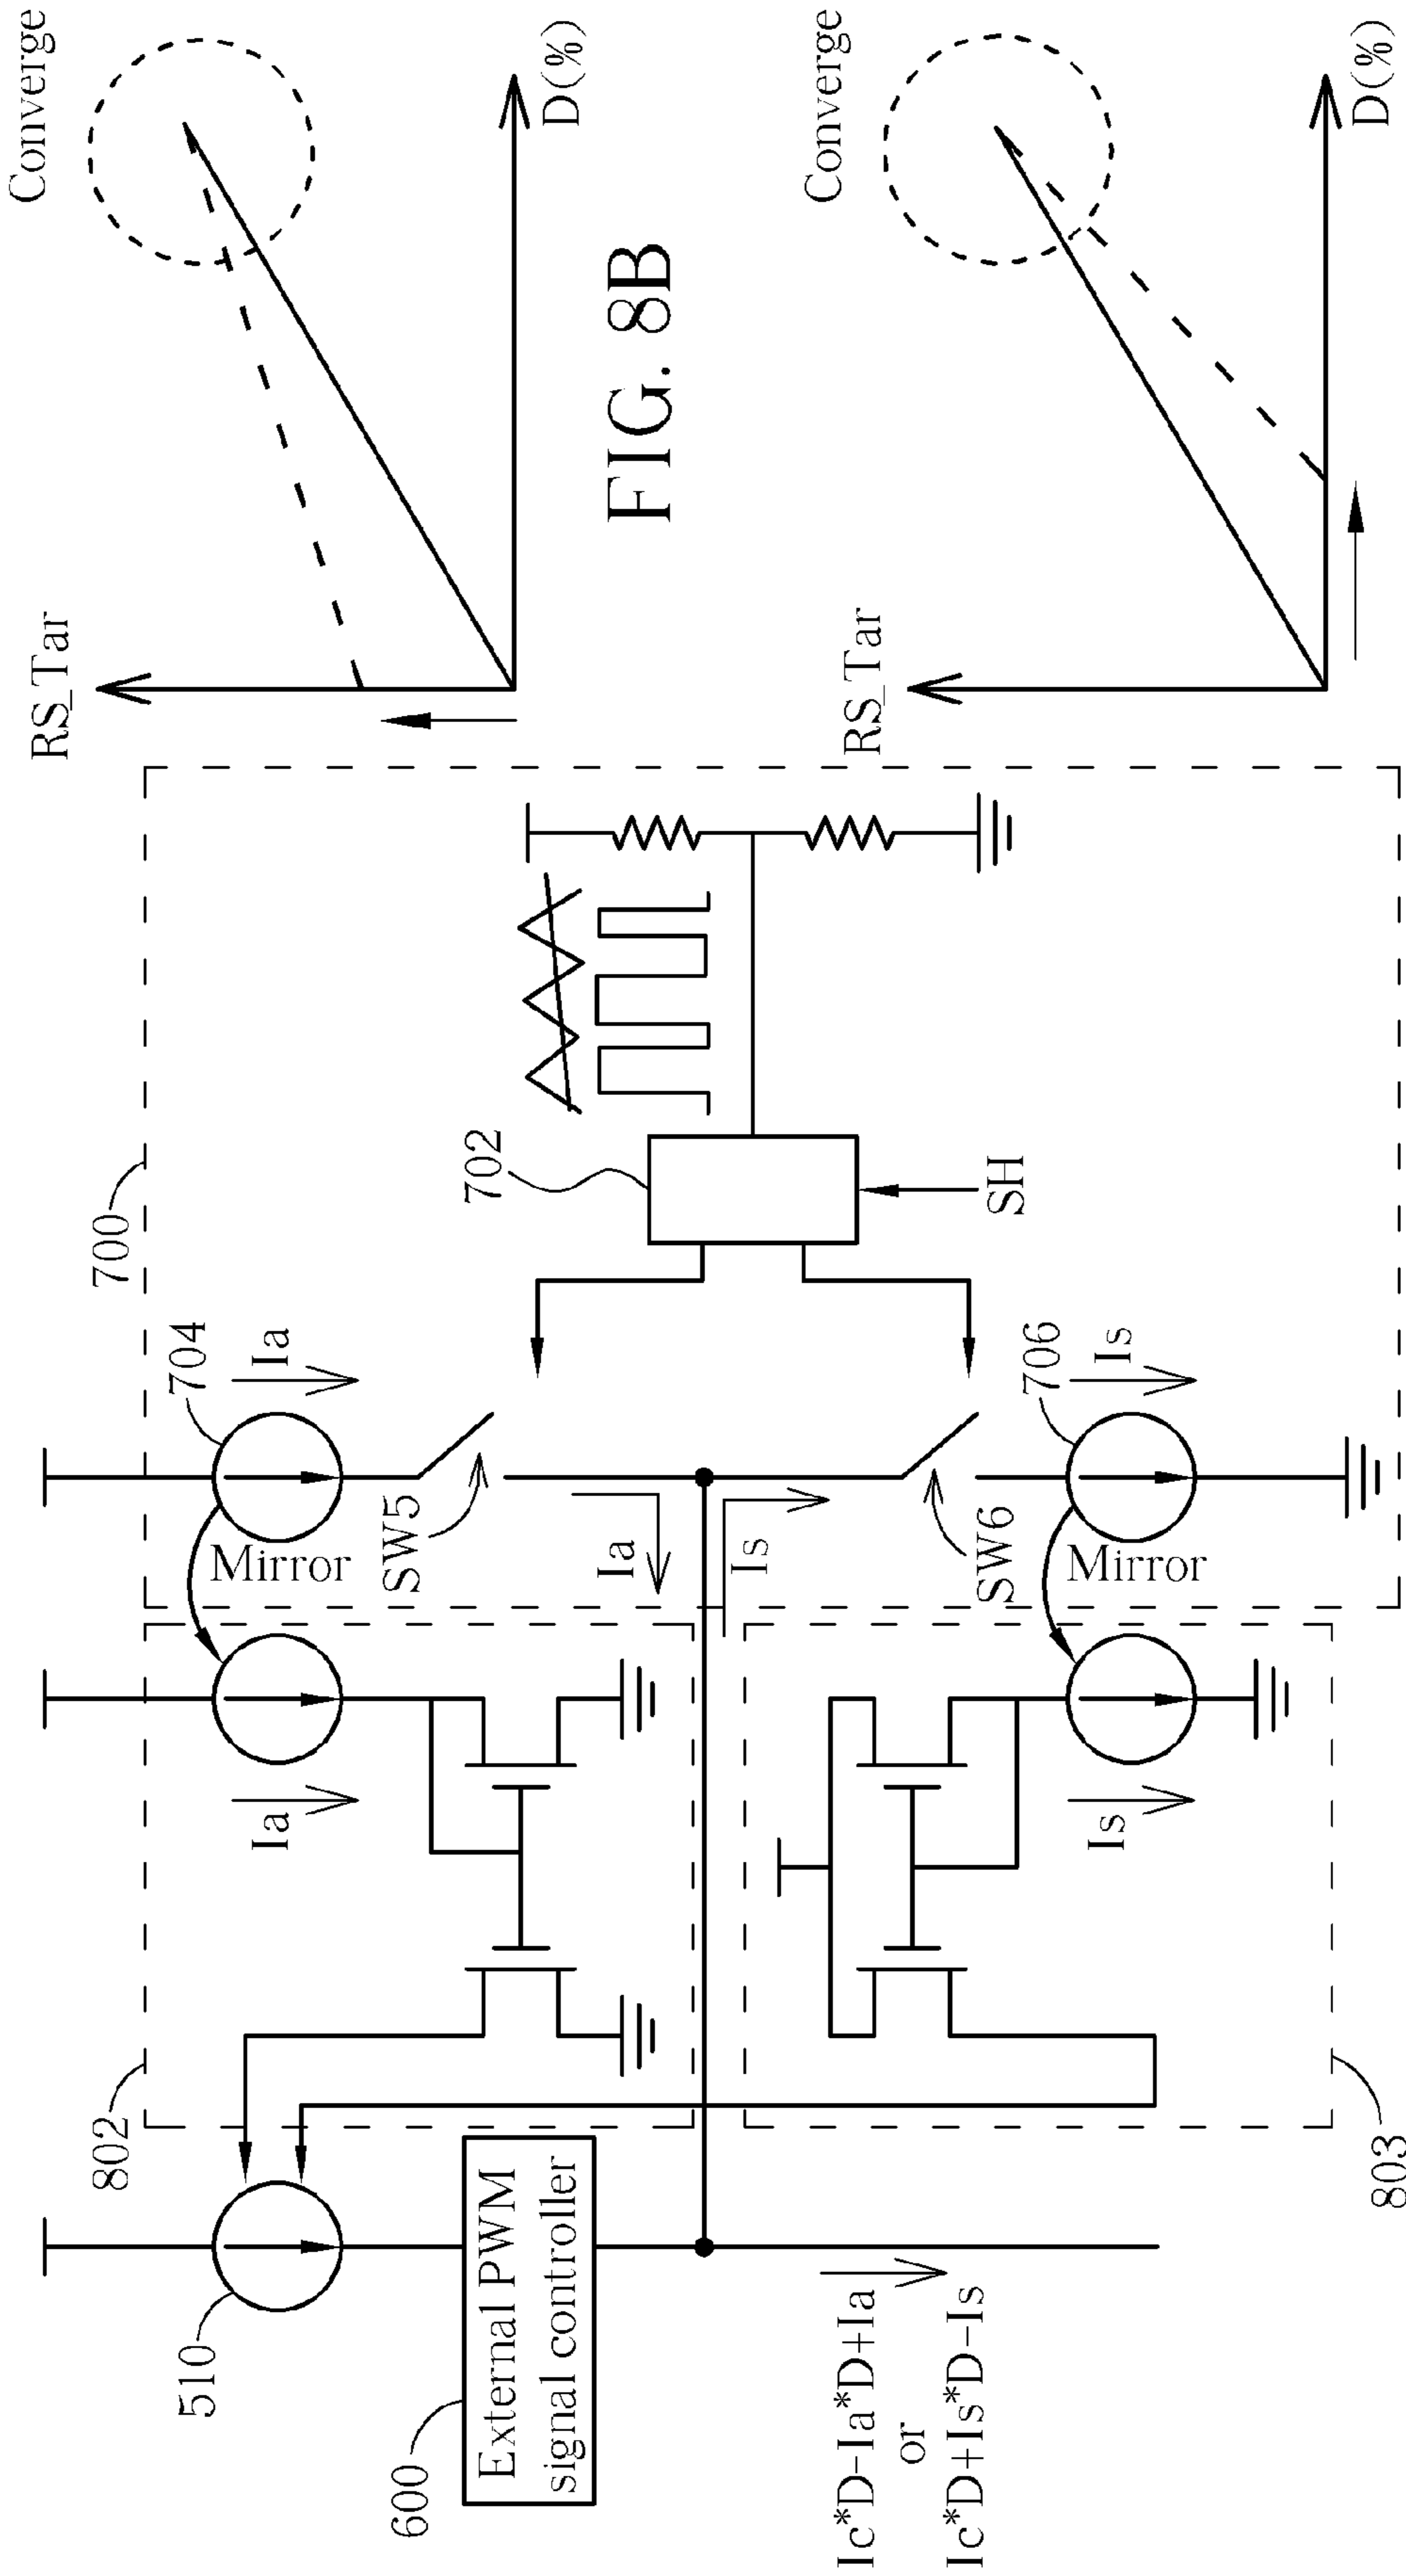 510
600
External PWM
signal controller
Ic*D-Ia*D+Ia
or
Ic*D+Is*D-Is
802
Ia
Mirror
704
Ia
SW5
Ia
Is
803
Is
Mirror
706
Is
SW6
700
702
SH
RS_Tar
Converge
D(%)
FIG. 8B
RS_Tar
Converge
D(%)